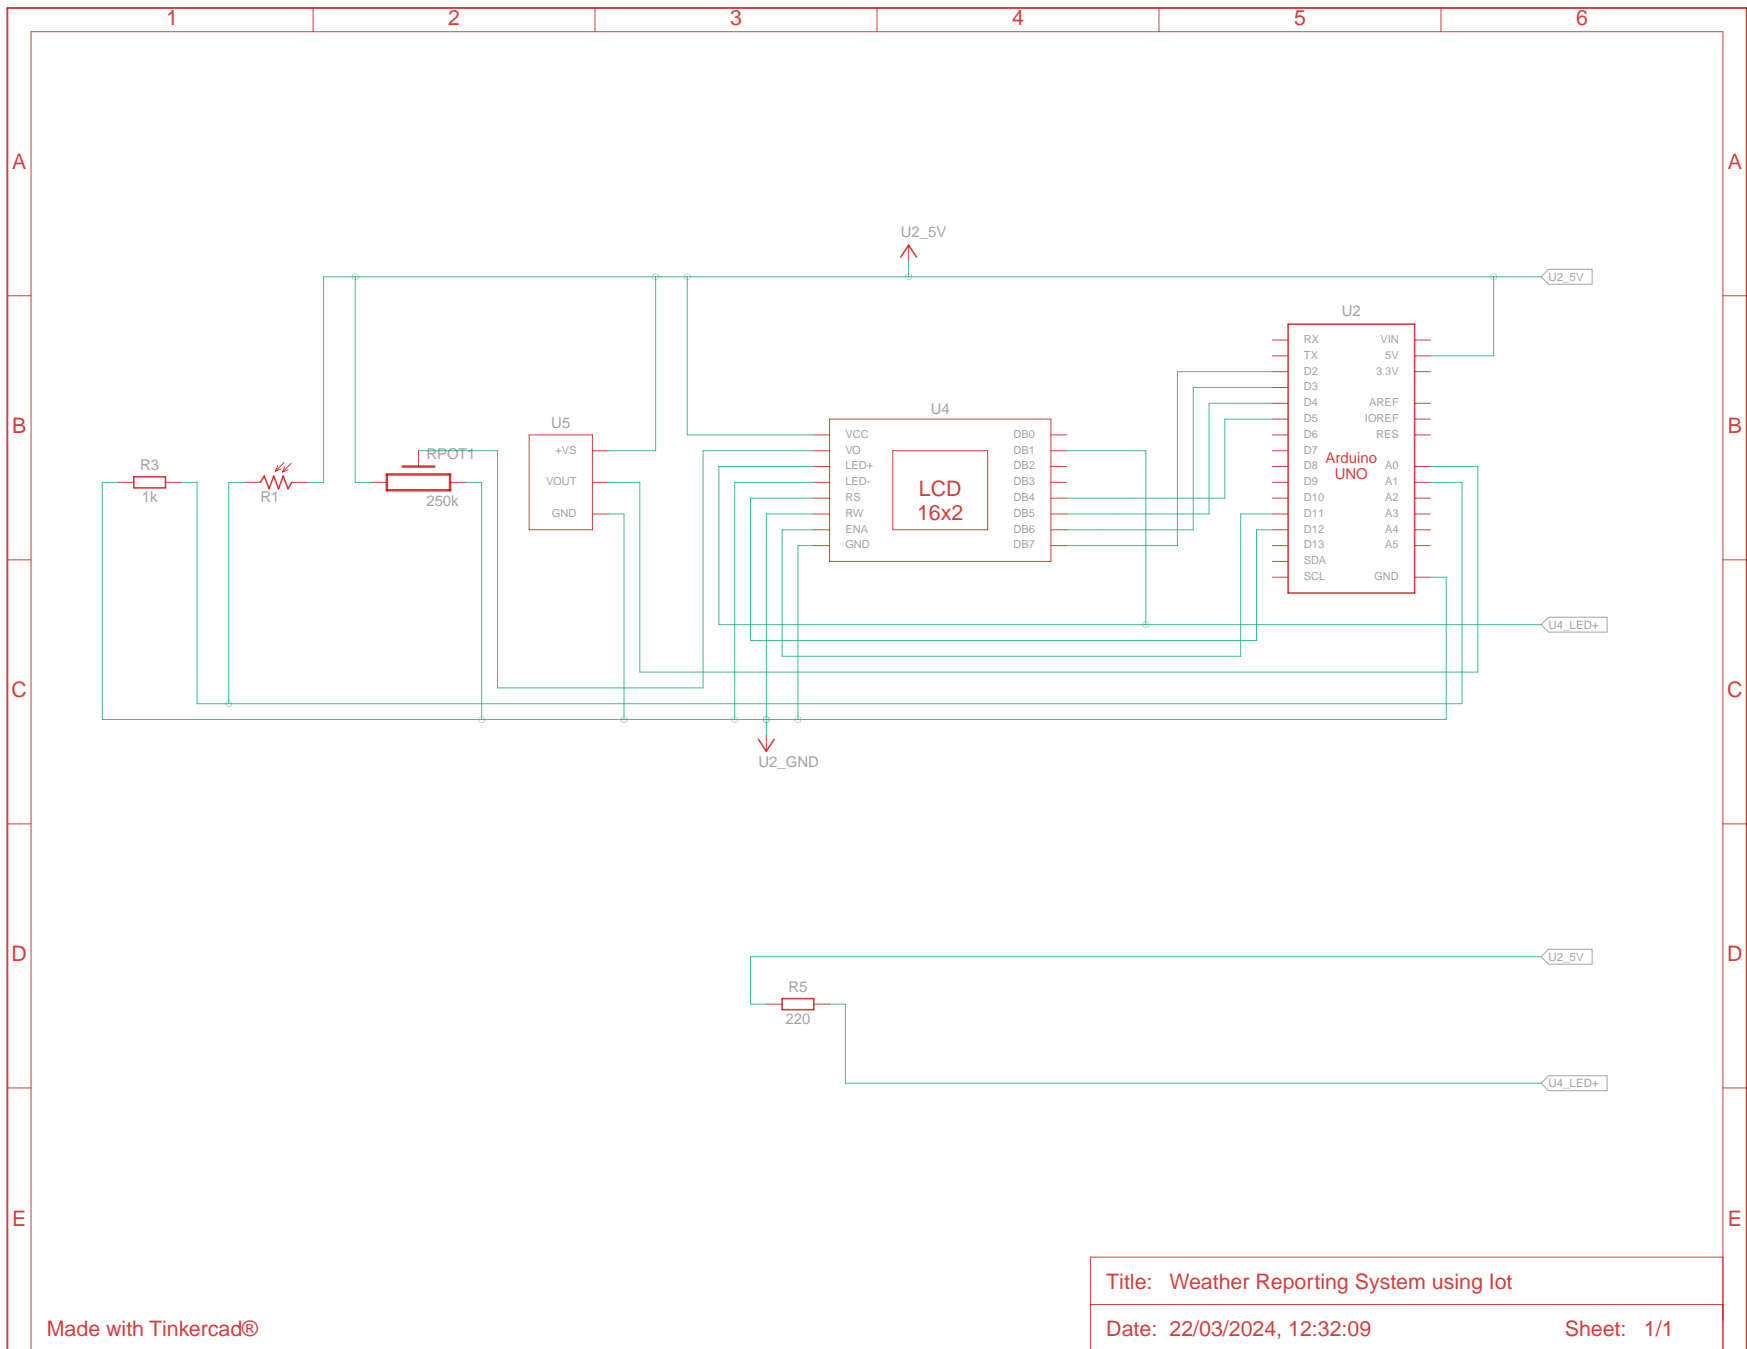 1 2 3 4 5 6
A A
U2_5V
U2_5V
B B
U2
RX VIN
TX 5V
D2 3.3V
D3
D4 AREF
D5 IOREF
D6 RES
D7
D8 A0
D9 A1
D10 A2
D11 A3
D12 A4
D13 A5
SDA
SCL GND
Arduino
UNO
U4
VCC DB0
VO DB1
LED+ DB2
LED- DB3
RS DB4
RW DB5
ENA DB6
GND DB7
LCD
16x2
U5
+VS
VOUT
GND
RPOT1
250k
R3
1k
R1
U4_LED+
C C
U2_GND
D D
U2_5V
R5
220
U4_LED+
E E
Title: Weather Reporting System using Iot
Made with Tinkercad®
Date: 22/03/2024, 12:32:09 Sheet: 1/1